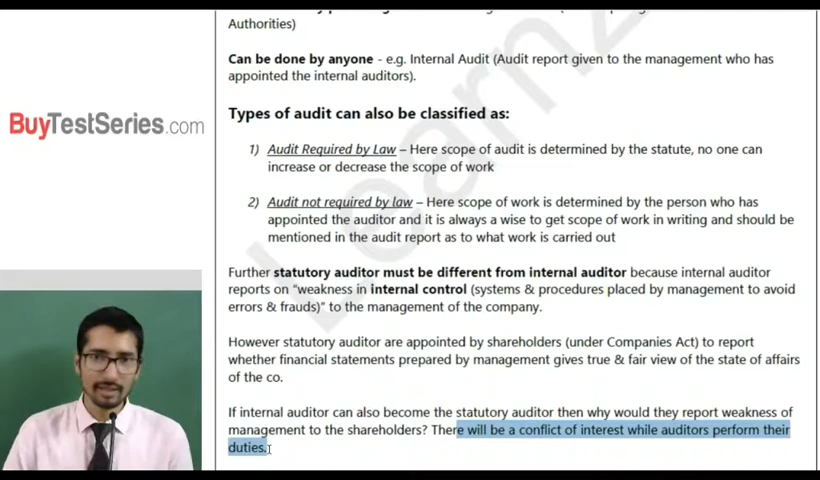 Authorities)
Can be done by anyone - e.g. Internal Audit (Audit report given to the management who has
appointed the internal auditors).
BuyTestSeries.com
Types of audit can also be classified as:
1) Audit Required by Law – Here scope of audit is determined by the statute, no one can
increase or decrease the scope of work
2) Audit not required by law – Here scope of work is determined by the person who has
appointed the auditor and it is always a wise to get scope of work in writing and should be
mentioned in the audit report as to what work is carried out
Further statutory auditor must be different from internal auditor because internal auditor
reports on "weakness in internal control (systems & procedures placed by management to avoid
errors & frauds)" to the management of the company.
However statutory auditor are appointed by shareholders (under Companies Act) to report
whether financial statements prepared by management gives true & fair view of the state of affairs
of the co.
If internal auditor can also become the statutory auditor then why would they report weakness of
management to the shareholders? There will be a conflict of interest while auditors perform their
duties.